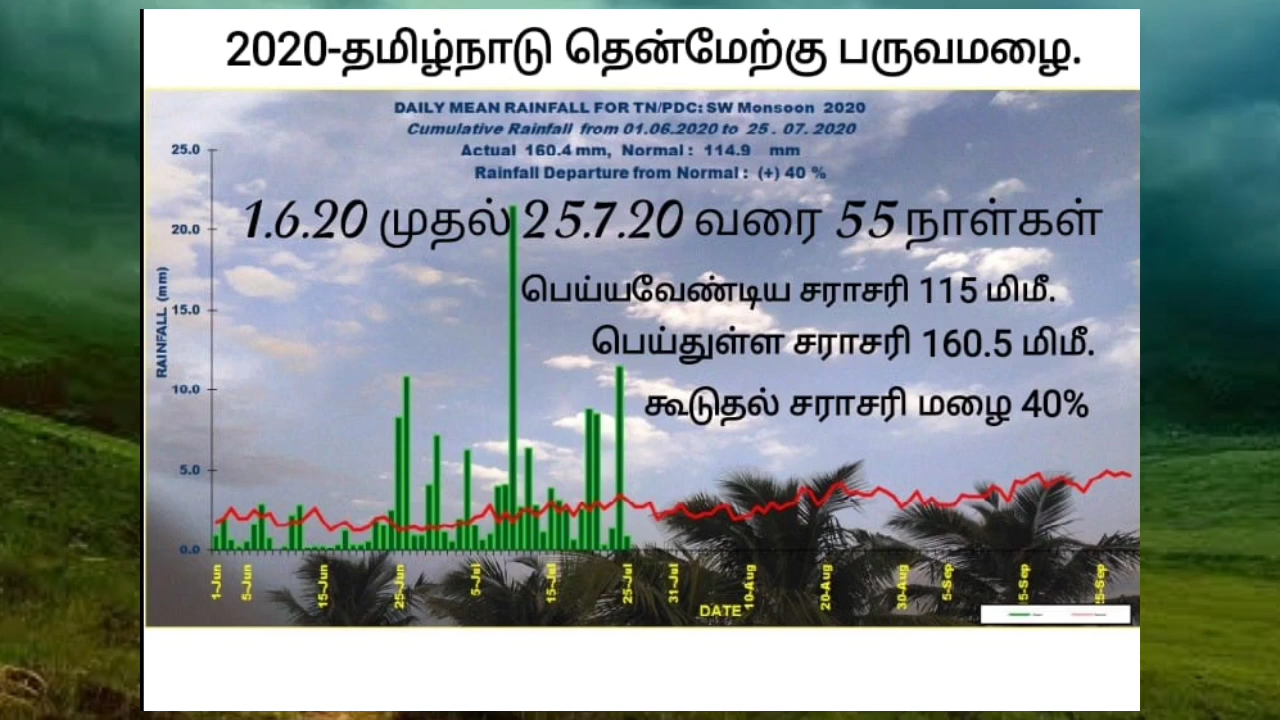 2020-தமிழ்நாடு தென்மேற்கு பருவமழை.
DAILY MEAN RAINFALL FOR TN/PDC: SW Monsoon 2020
Cumulative Rainfall from 01.06.2020 to 25 . 07. 2020
Actual 160.4 mm, Normal : 114.9 mm
Rainfall Departure from Normal : (+) 40 %
1.6.20 முதல் 25.7.20 வரை 55 நாள்கள்
பெய்யவேண்டிய சராசரி 115 மிமீ.
பெய்துள்ள சராசரி 160.5 மிமீ.
கூடுதல் சராசரி மழை 40%
RAINFALL (mm)
25.0
20.0
15.0
10.0
5.0
0.0
1-Jun
5-Jun
15-Jun
25-Jun
5-Jul
15-Jul
25-Jul
31-Jul
10-Aug
20-Aug
30-Aug
5-Sep
DATE